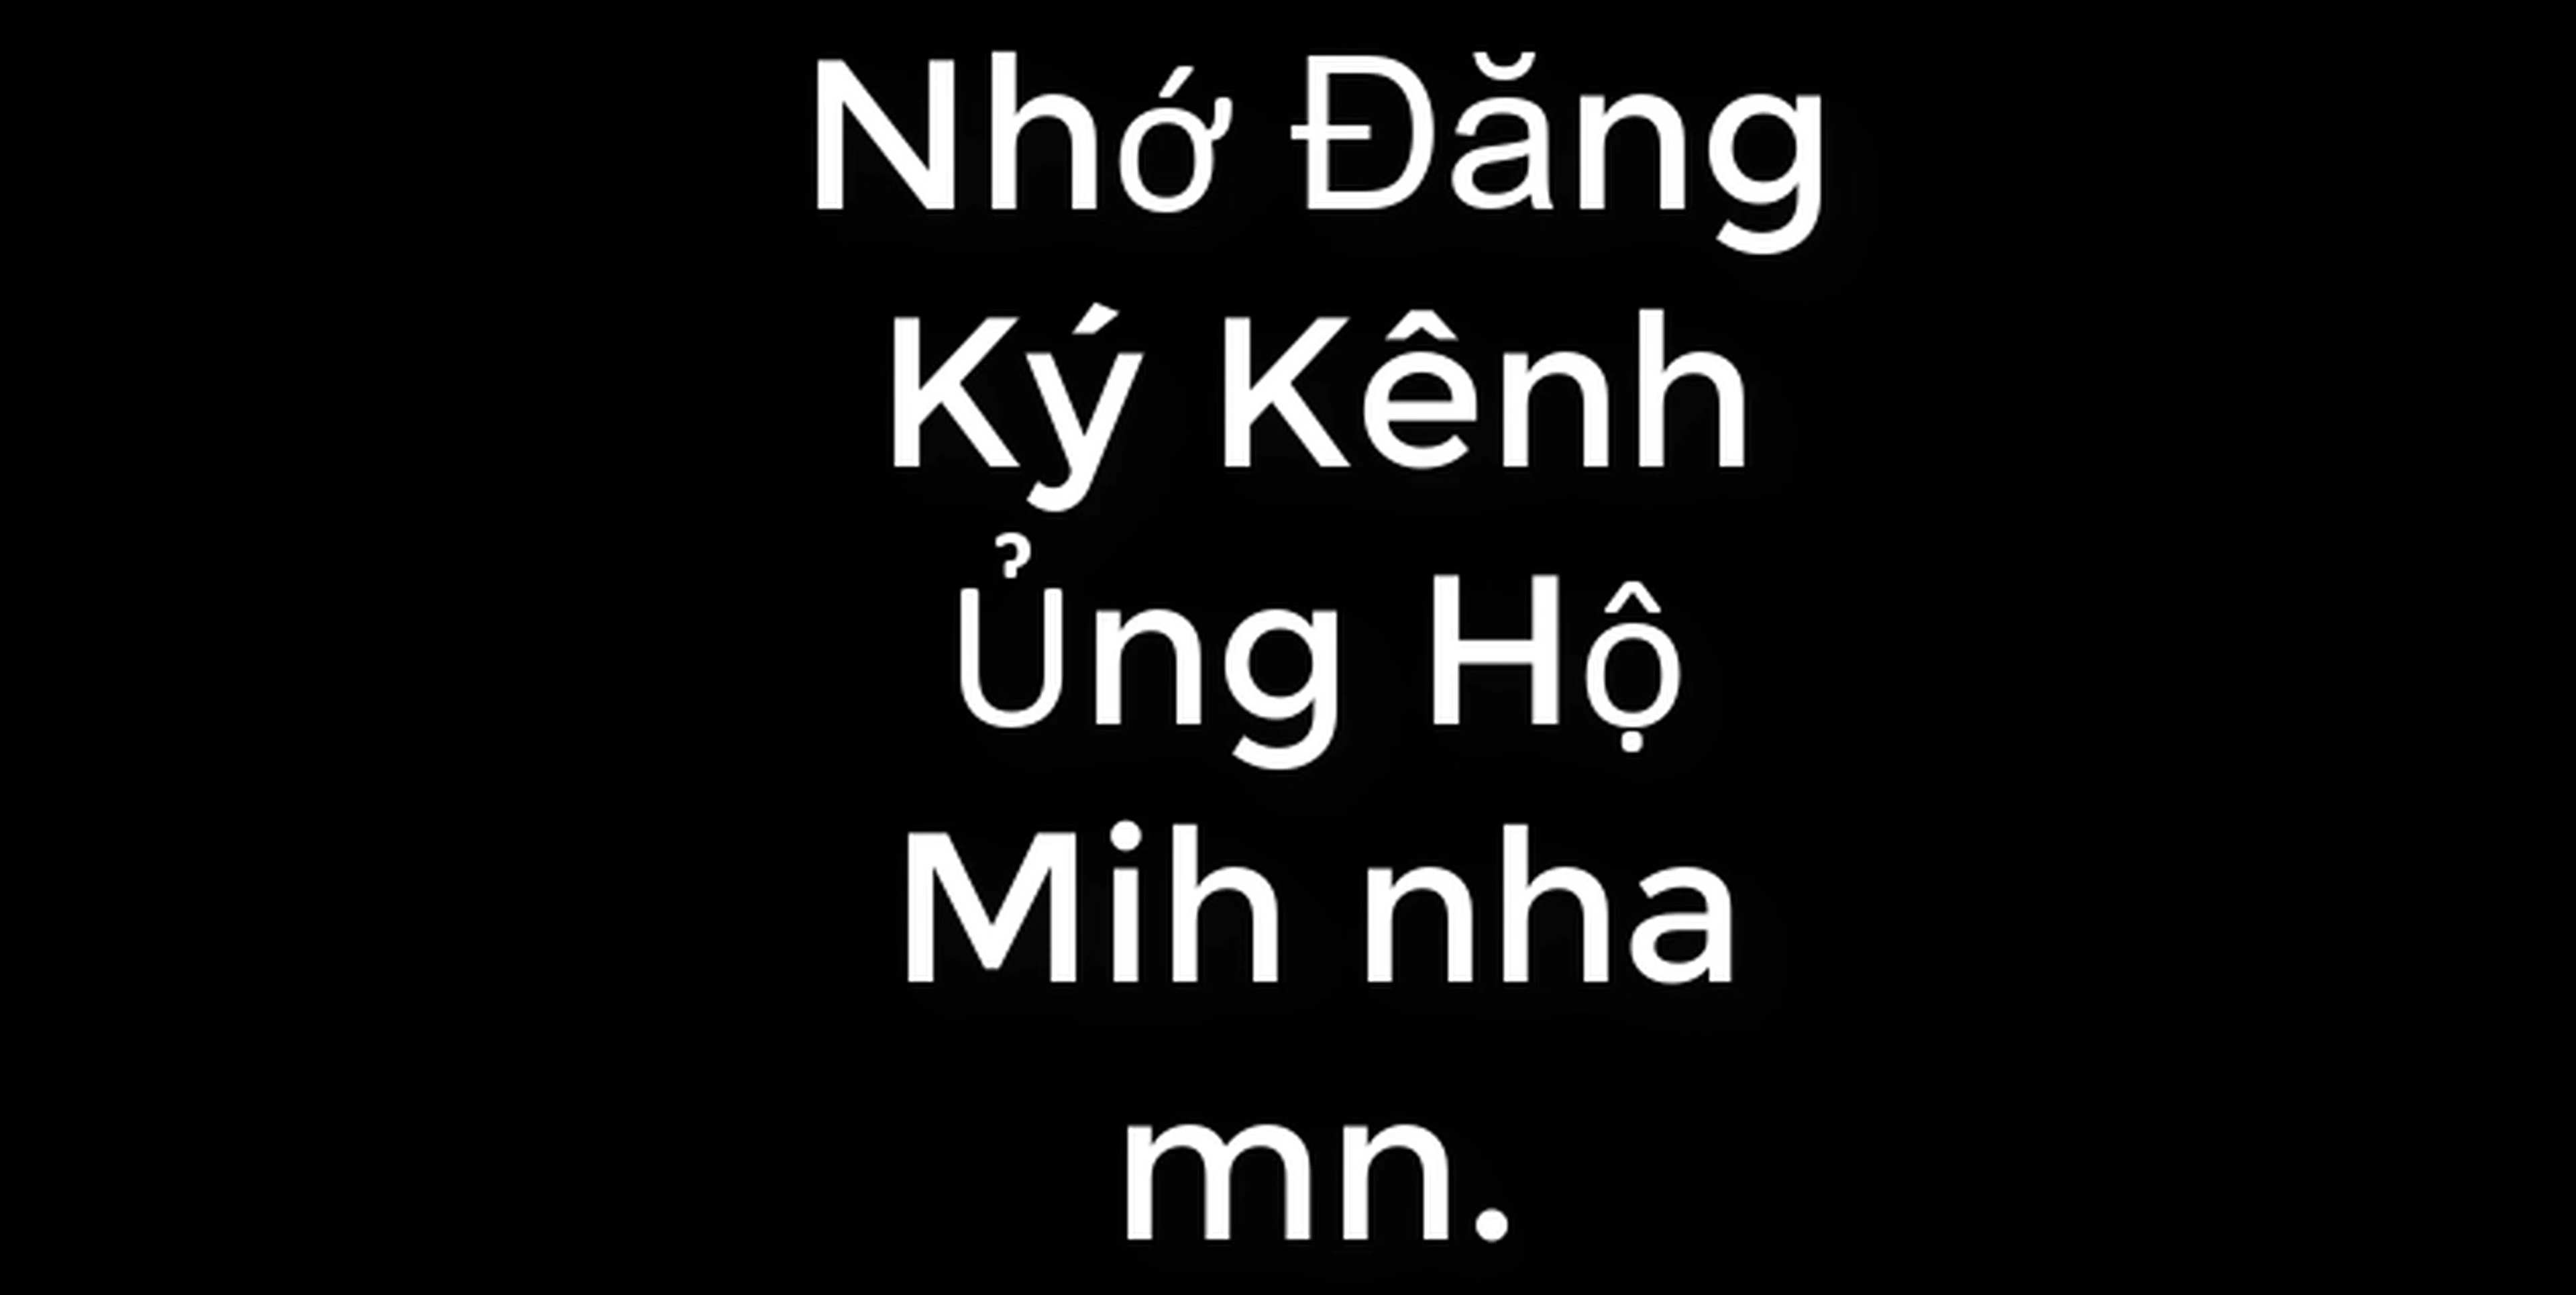 Nhớ Đăng
Ký Kênh
Ủng Hộ
Mih nha
mn.